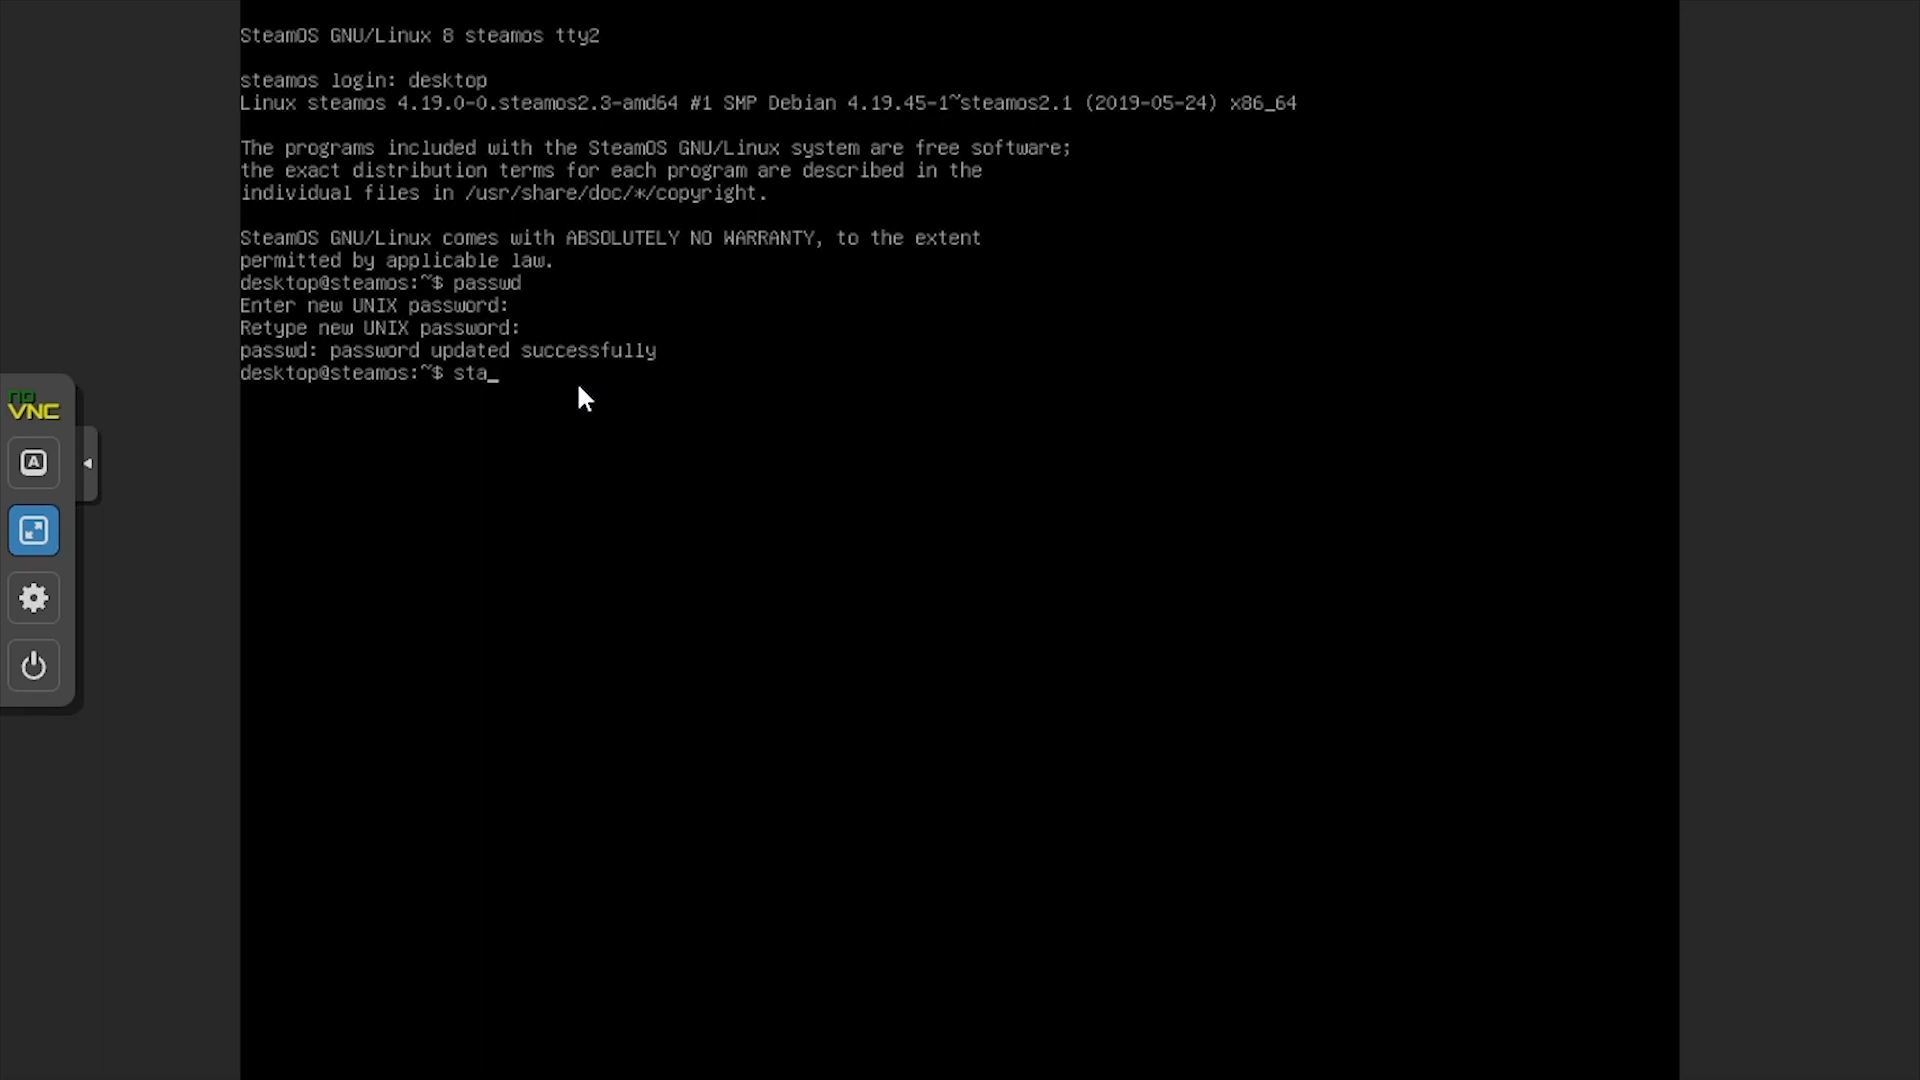 SteamOS GNU/Linux 8 steamos tty2
steamos login: desktop
Linux steamos 4.19.0-0.steamos2.3-amd64 #1 SMP Debian 4.19.45-1~steamos2.1 (2019-05-24) x86_64
The programs included with the SteamOS GNU/Linux system are free software;
the exact distribution terms for each program are described in the
individual files in /usr/share/doc/*/copyright.
SteamOS GNU/Linux comes with ABSOLUTELY NO WARRANTY, to the extent
permitted by applicable law.
desktop@steamos:~$ passwd
Enter new UNIX password:
Retype new UNIX password:
passwd: password updated successfully
desktop@steamos:~$ sta_
no
VNC
A